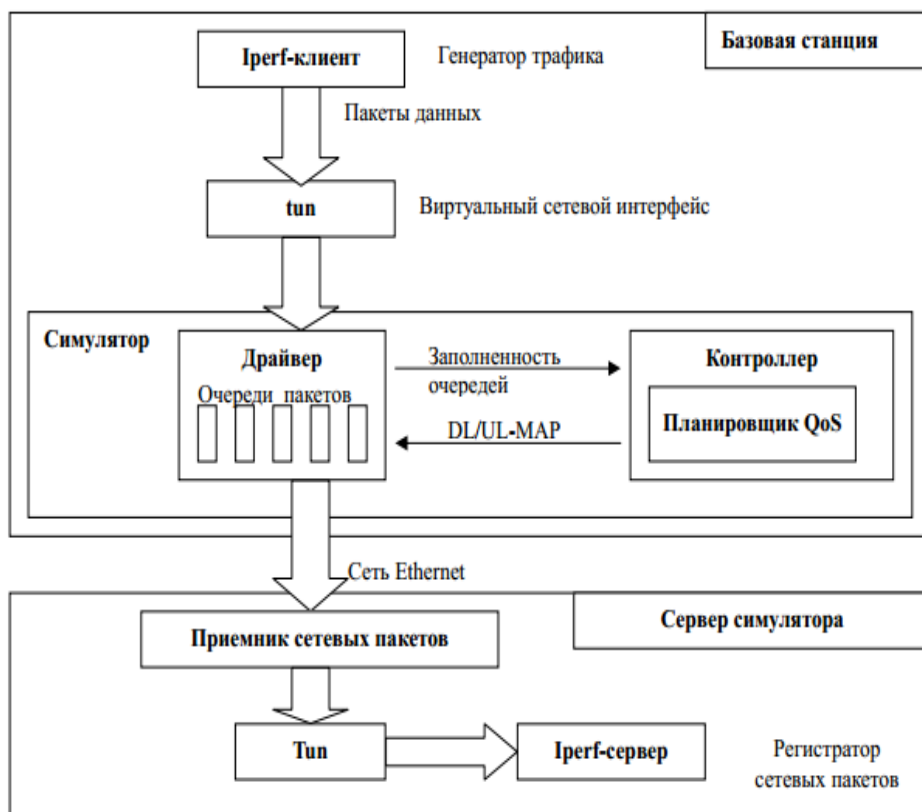 Базовая станция
Iperf-клиент
Генератор трафика
Пакеты данных
tun
Виртуальный сетевой интерфейс
Симулятор
Драйвер
Очереди пакетов
Заполненность
очередей
DL/UL-MAP
Контроллер
Планировщик QoS
Сеть Ethernet
Сервер симулятора
Приемник сетевых пакетов
Tun
Iperf-сервер
Регистратор
сетевых пакетов